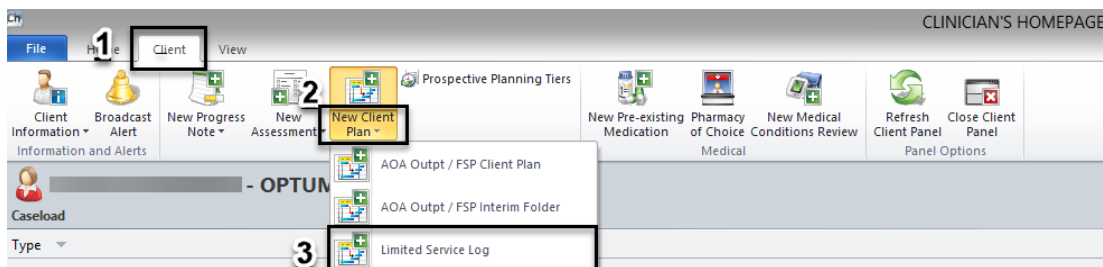 Ch
CLINICIAN'S HOMEPAGE
1
File Client View
2
Prospective Planning Tiers
Client Information Broadcast Alert New Progress Note New Assessment New Client Plan New Pre-existing Medication Pharmacy of Choice New Medical Conditions Review Refresh Client Panel Close Client Panel
Information and Alerts Medical Panel Options
- OPTUM
AOA Outpt / FSP Client Plan
Caseload
AOA Outpt / FSP Interim Folder
Type
3
Limited Service Log